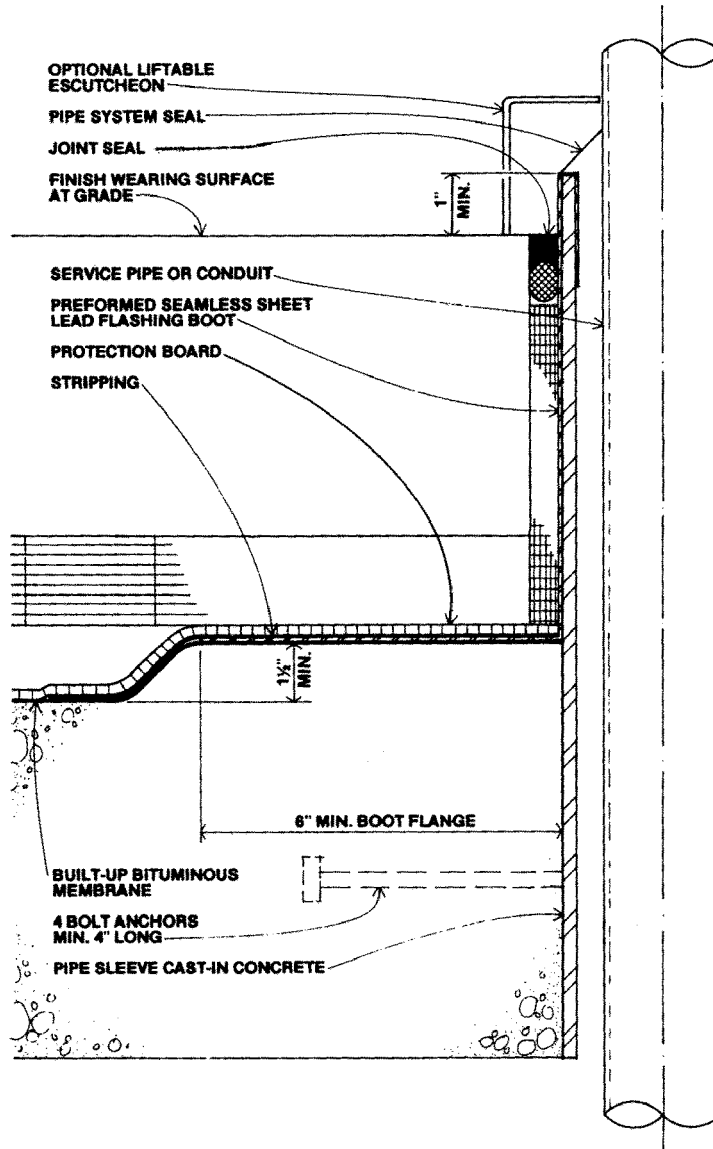 OPTIONAL LIFTABLE
ESCUTCHEON
PIPE SYSTEM SEAL
JOINT SEAL
FINISH WEARING SURFACE
AT GRADE
1"
MIN.
SERVICE PIPE OR CONDUIT
PREFORMED SEAMLESS SHEET
LEAD FLASHING BOOT
PROTECTION BOARD
STRIPPING
1½"
MIN.
6" MIN. BOOT FLANGE
BUILT-UP BITUMINOUS
MEMBRANE
4 BOLT ANCHORS
MIN. 4" LONG
PIPE SLEEVE CAST-IN CONCRETE